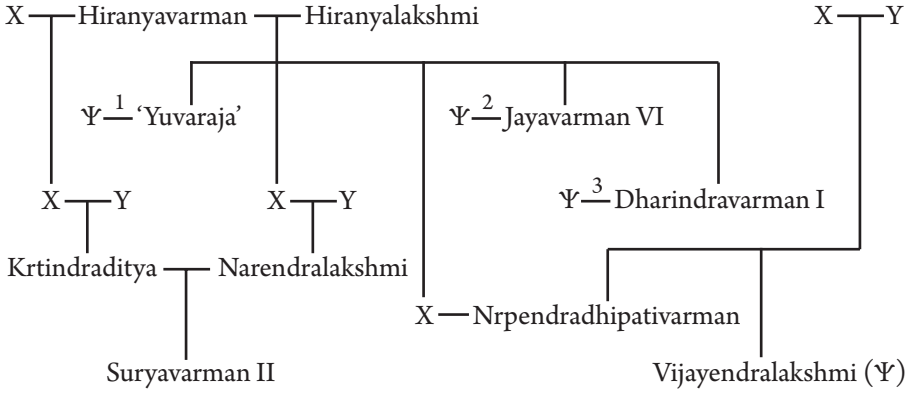 X Hiranyavarman Hiranyalakshmi X Y
Ψ 1 'Yuvaraja' Ψ 2 Jayavarman VI
X Y X Y Ψ 3 Dharindravarman I
Krtindraditya Narendralakshmi
X Nrpendradhipativarman
Suryavarman II Vijayendralakshmi (Ψ)